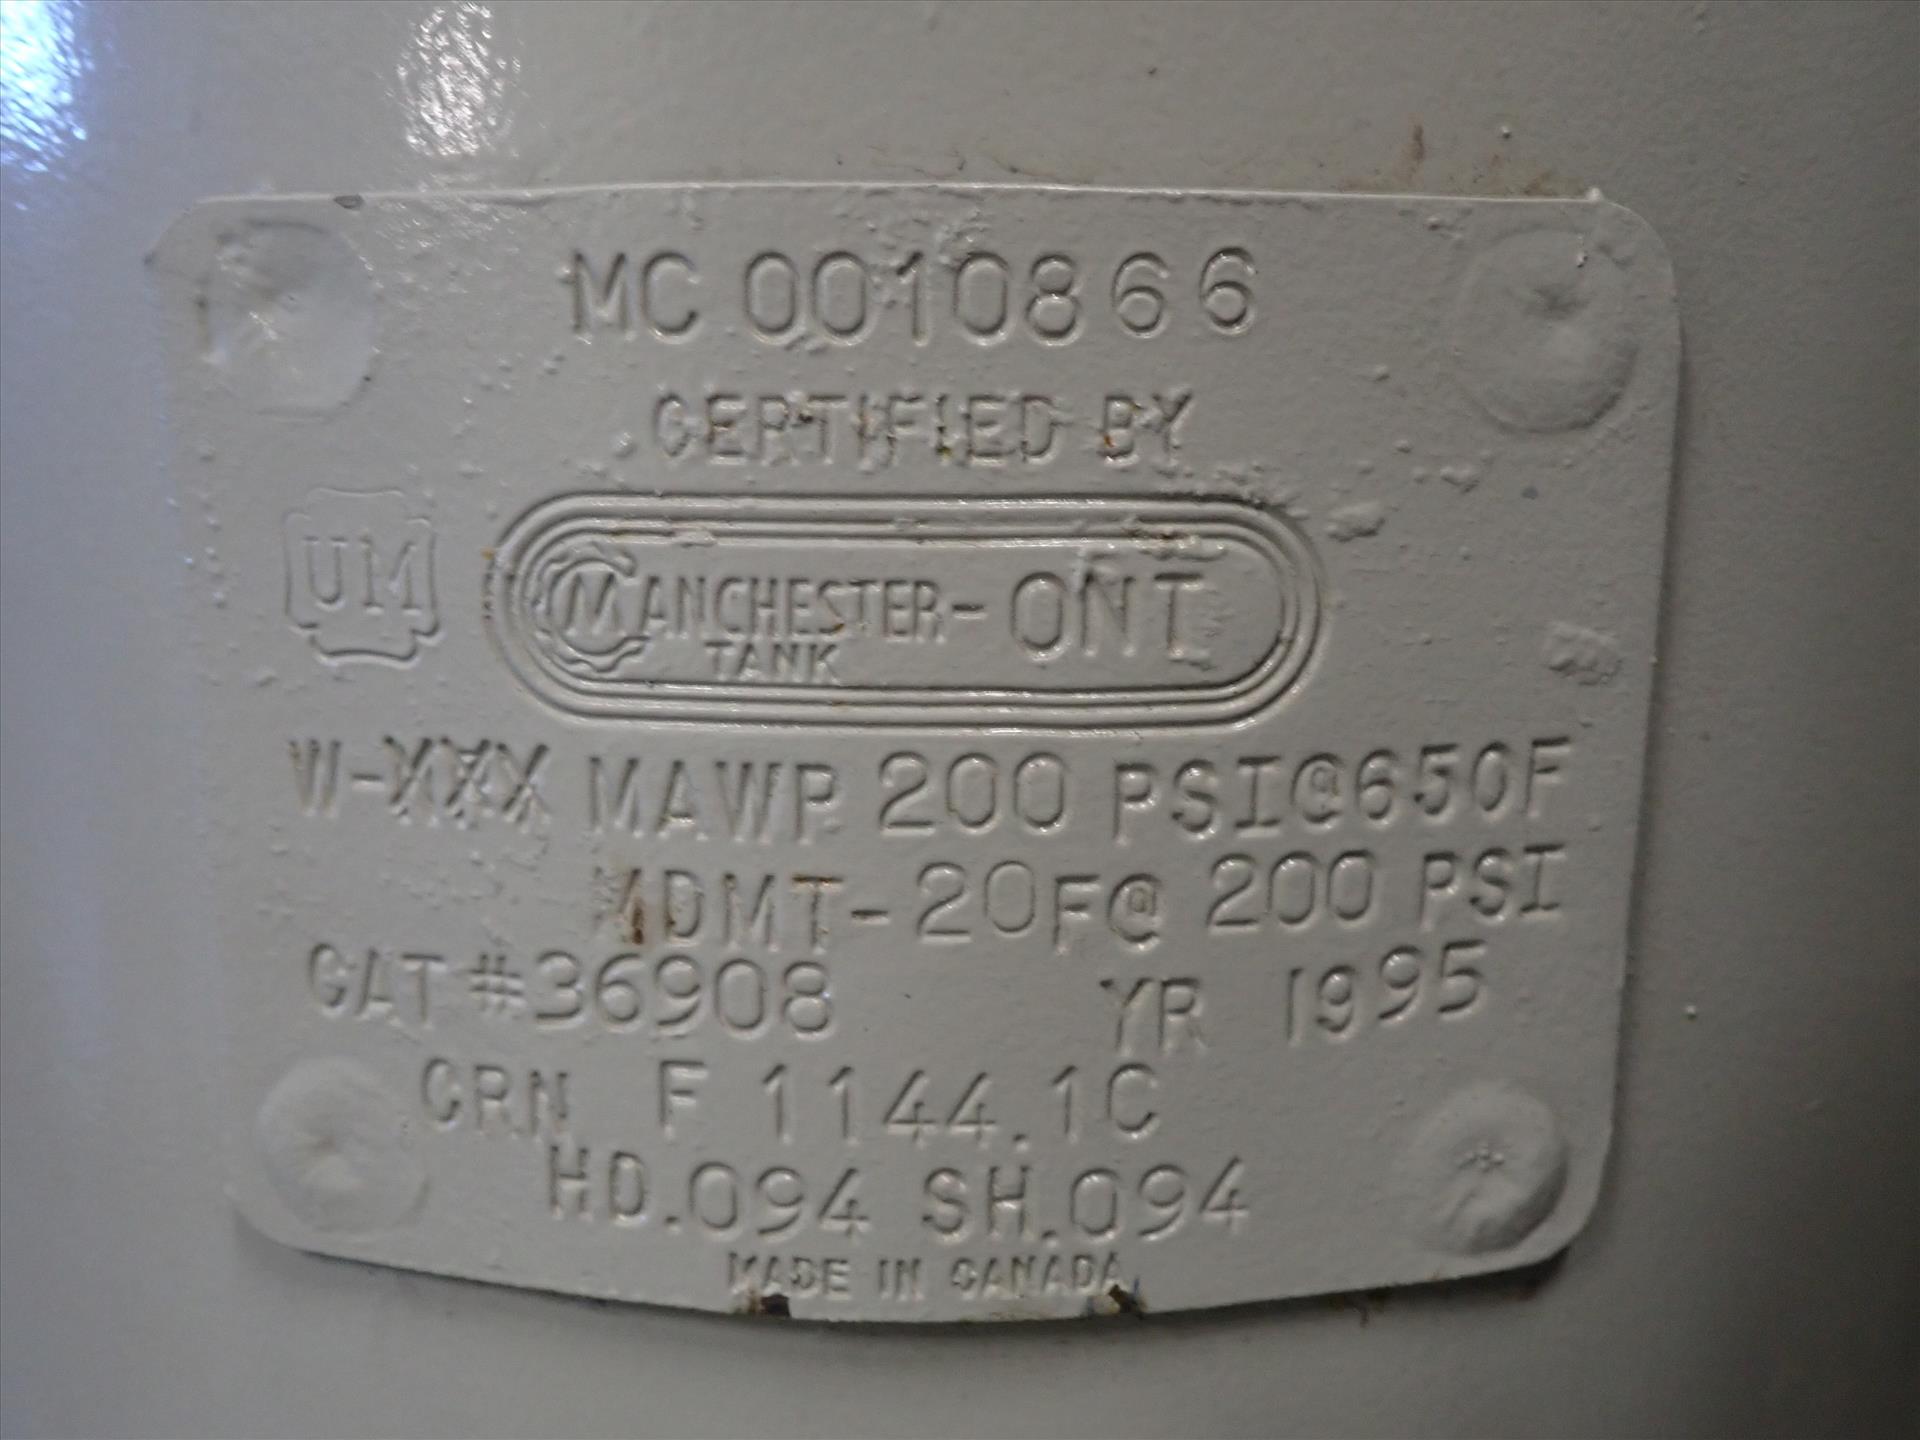 MC 0010866
CERTIFIED BY
UM
MANCHESTER - ONT
TANK
W-XXX MAWP 200 PSI@650F
MDMT-20F@ 200 PSI
CAT #36908 YR 1995
CRN F 1144.1C
HD.094 SH.094
MADE IN CANADA